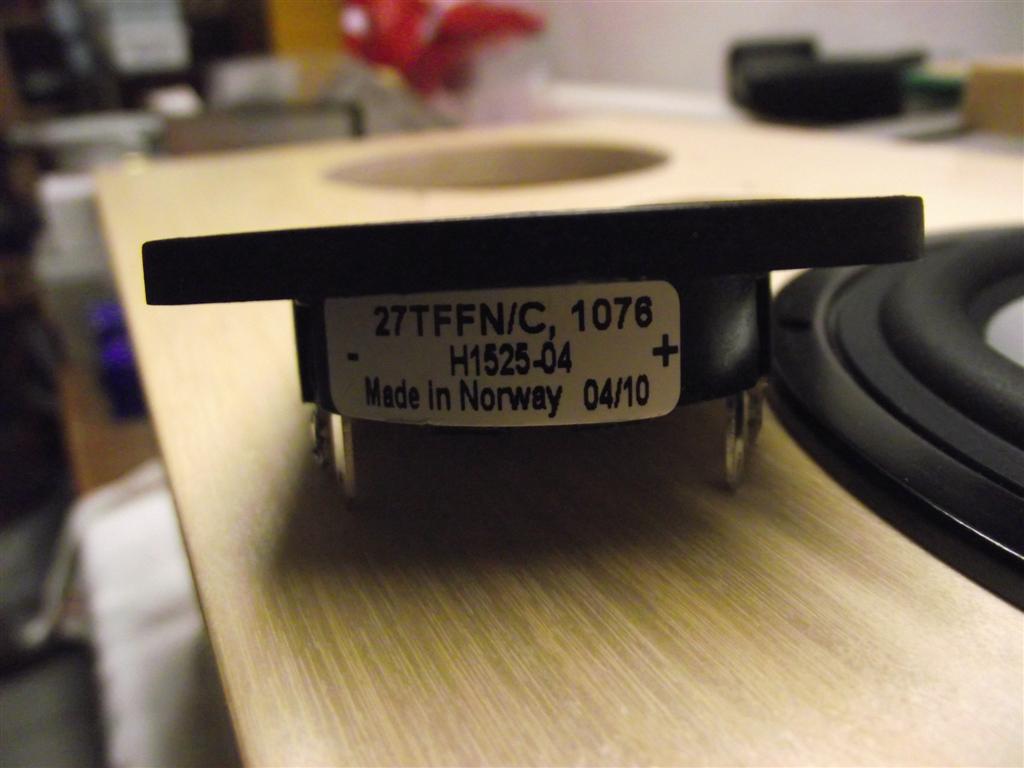 27TFFN/C, 1076
- H1525-04 +
Made in Norway 04/10